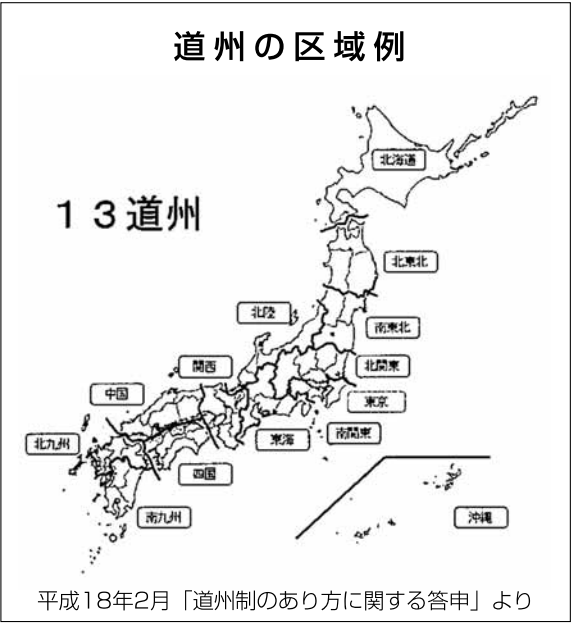 道州の区域例
13道州
北海道
北東北
北陸
南東北
関西
北関東
中国
東京
北九州
東海
南関東
四国
南九州
沖縄
平成18年2月「道州制のあり方に関する答申」より